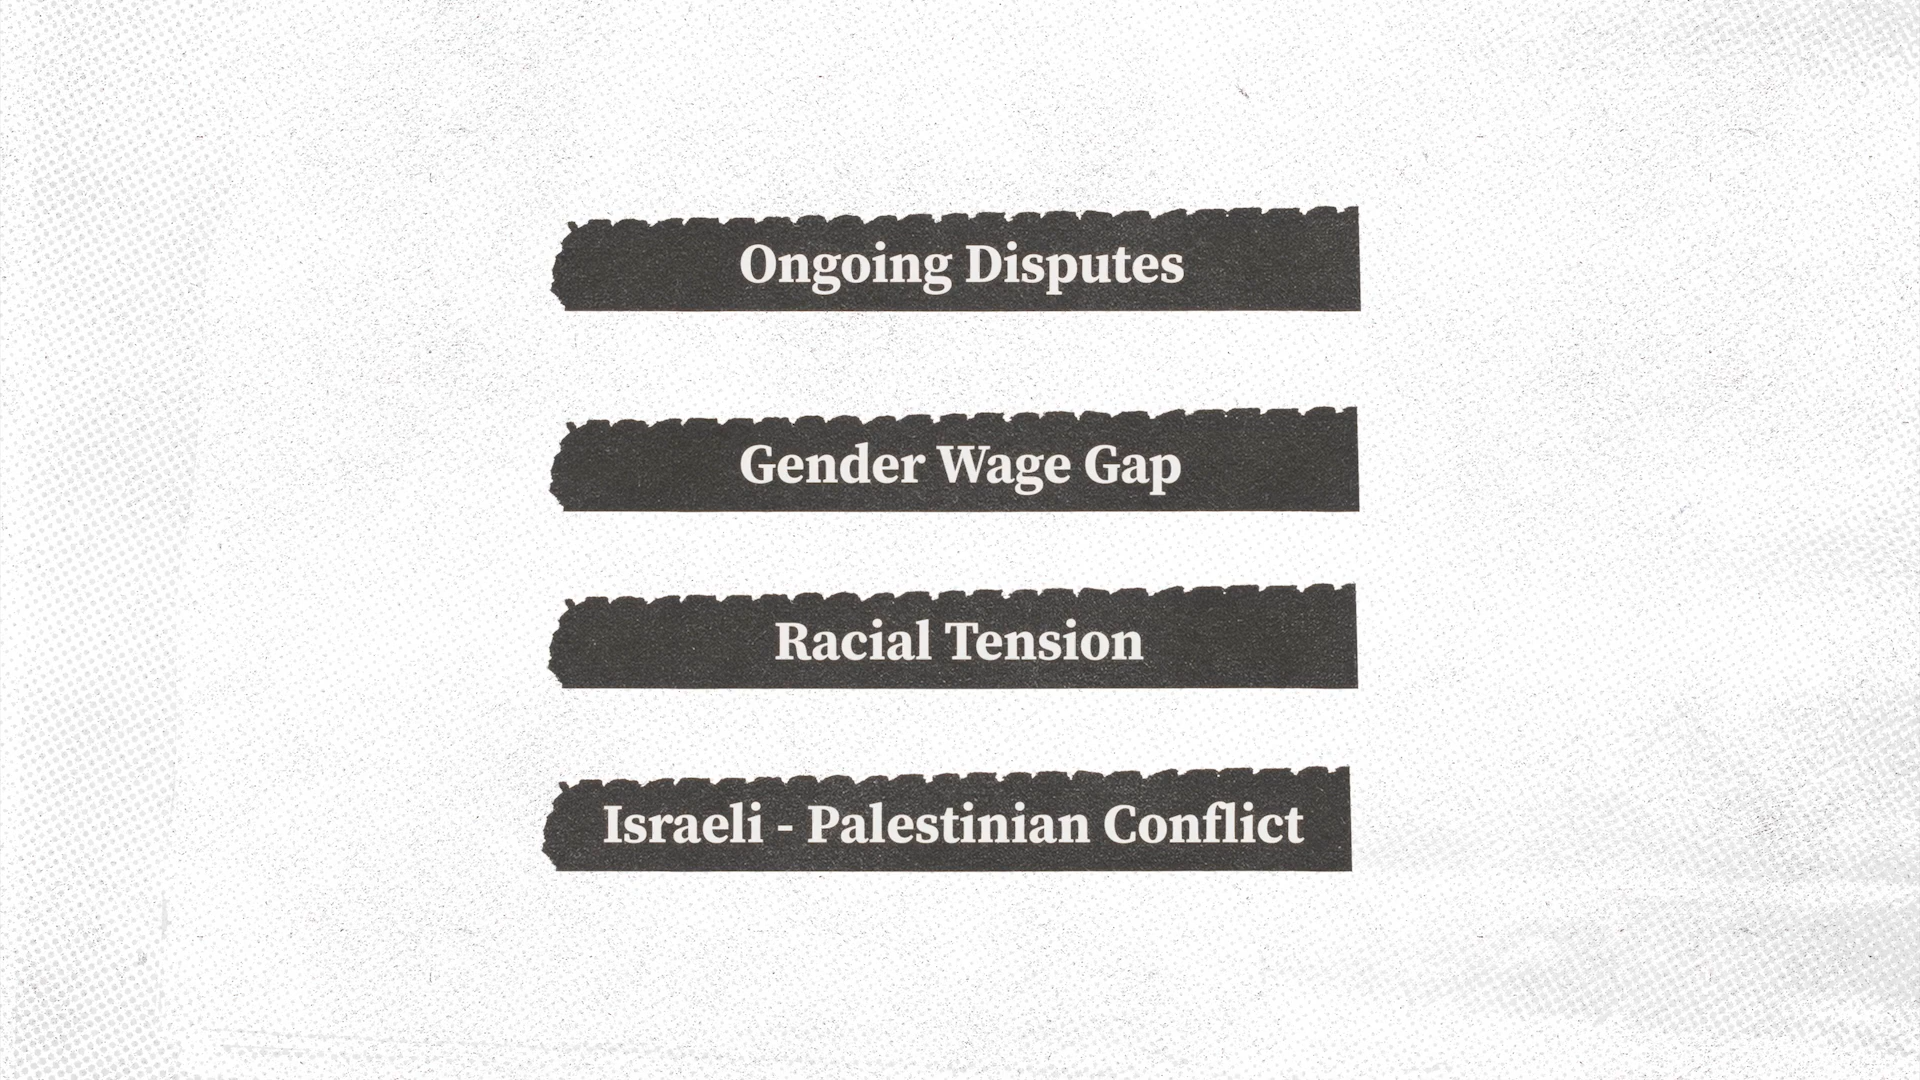 Ongoing Disputes
Gender Wage Gap
Racial Tension
Israeli - Palestinian Conflict